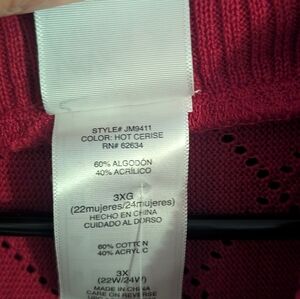 STYLE# JM9411
COLOR: HOT CERISE
RN# 62634
60% ALGODÓN
40% ACRÍLICO
3XG
(22mujeres/24mujeres)
HECHO EN CHINA
CUIDADO AL DORSO
60% COTTON
40% ACRYLIC
3X
(22W/24W)
MADE IN CHINA
CARE ON REVERSE